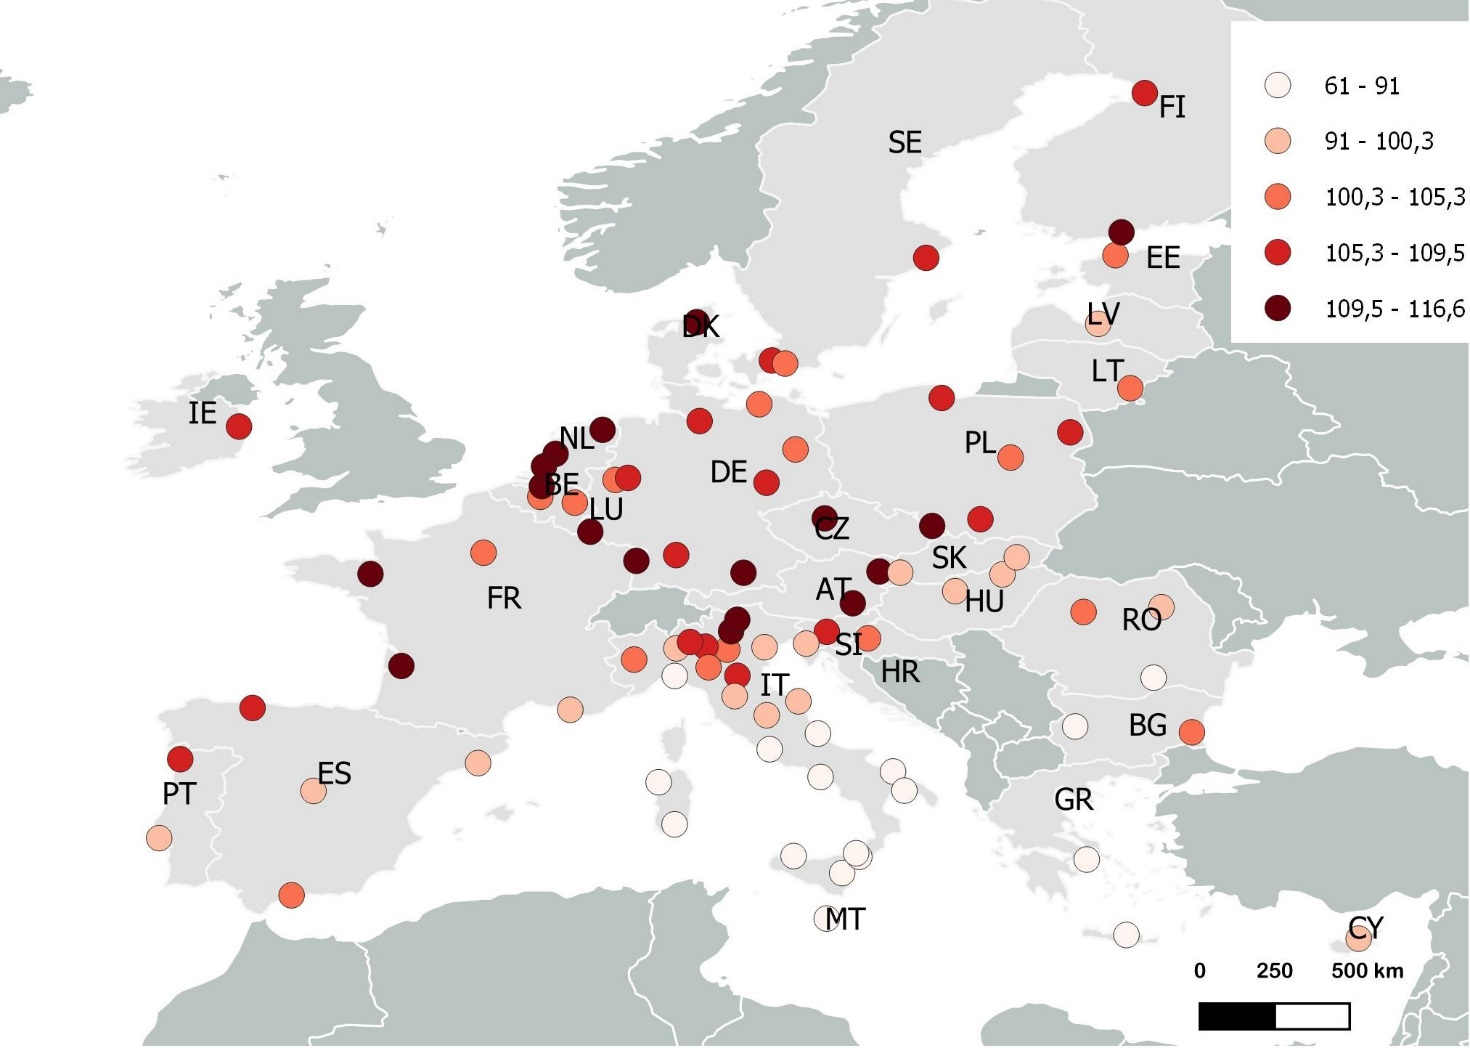 61 - 91
FI
91 - 100,3
SE
100,3 - 105,3
105,3 - 109,5
EE
109,5 - 116,6
LV
DK
LT
IE
NL
PL
DE
BE
LU
CZ
SK
AT
FR
HU
RO
SI
HR
IT
BG
ES
PT
GR
MT
CY
0 250 500 km